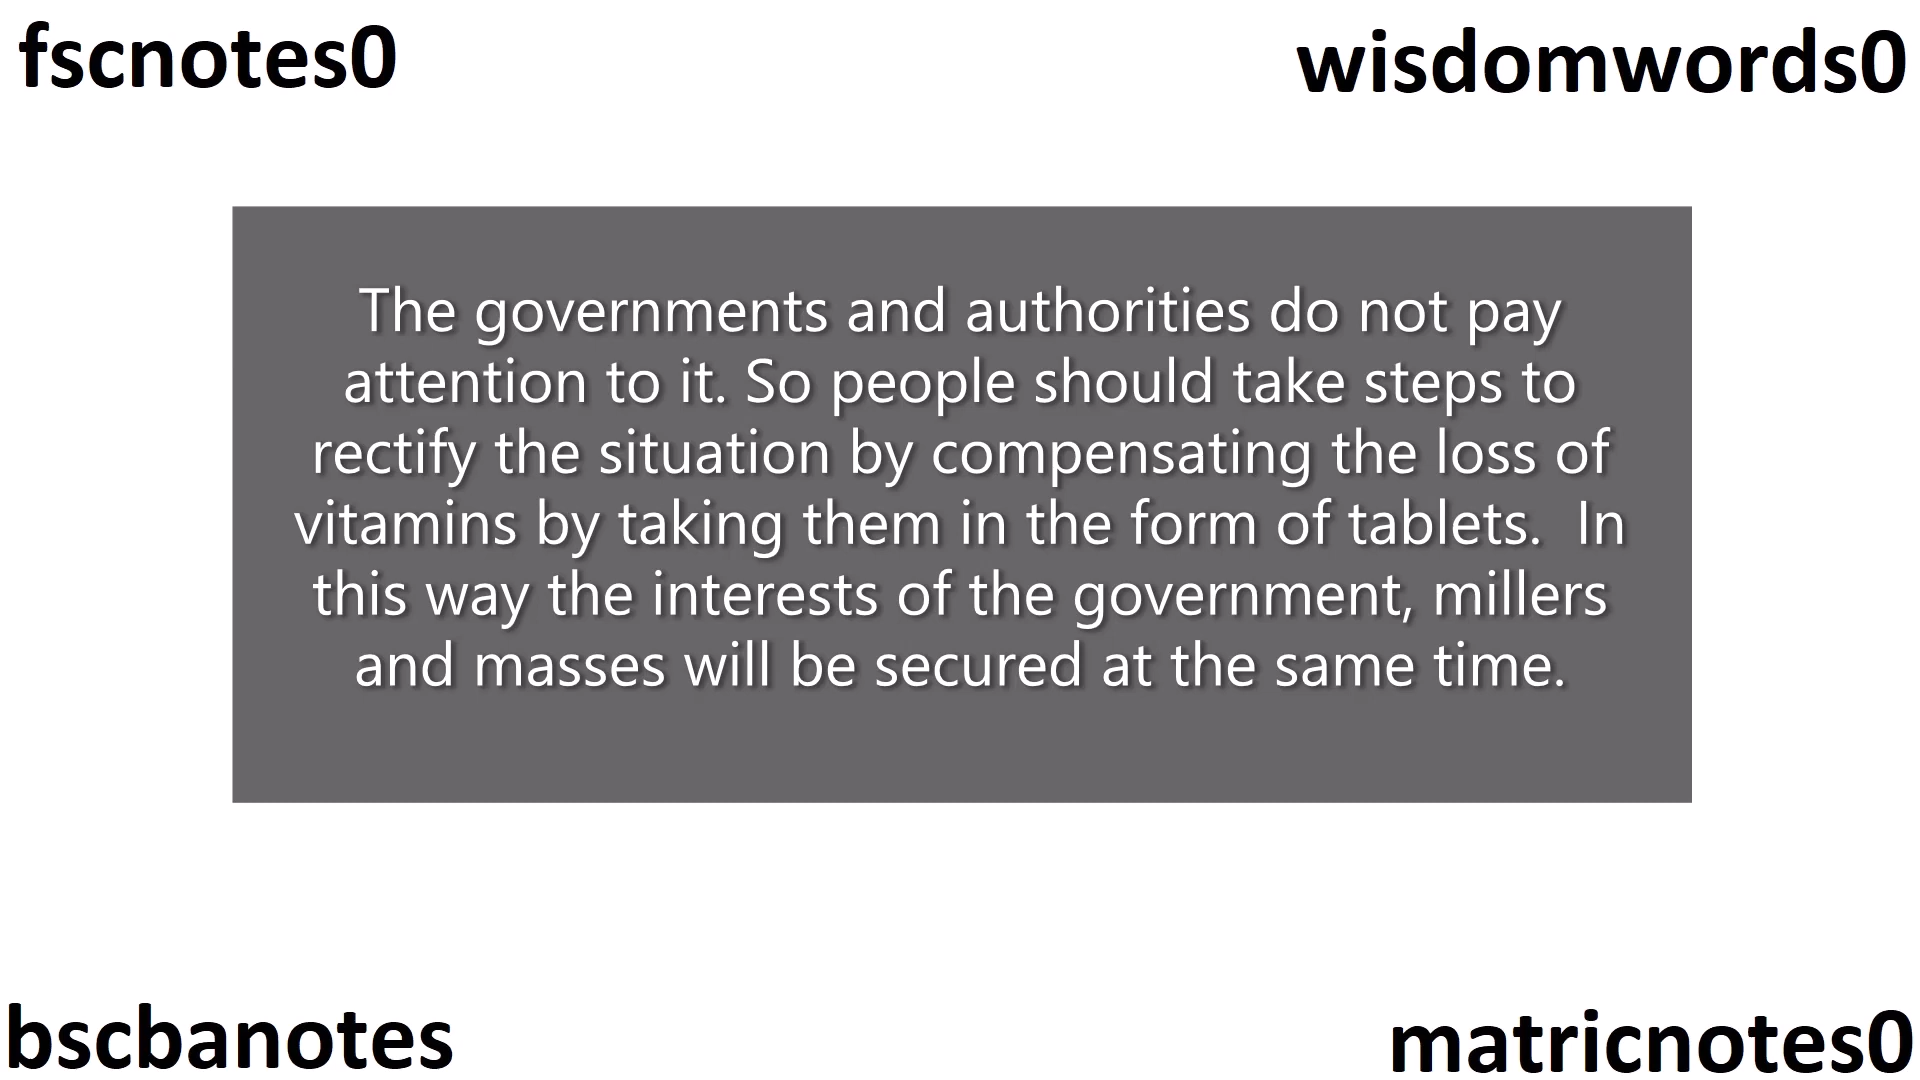 fscnotes0
wisdomwords0
The governments and authorities do not pay
attention to it. So people should take steps to
rectify the situation by compensating the loss of
vitamins by taking them in the form of tablets.  In
this way the interests of the government, millers
and masses will be secured at the same time.
bscbanotes
matricnotes0